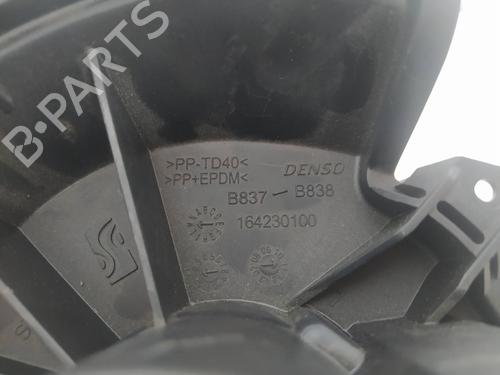 >PP-TD40<
>PP+EPDM< DENSO
B837 - B838
164230100
B-PARTS